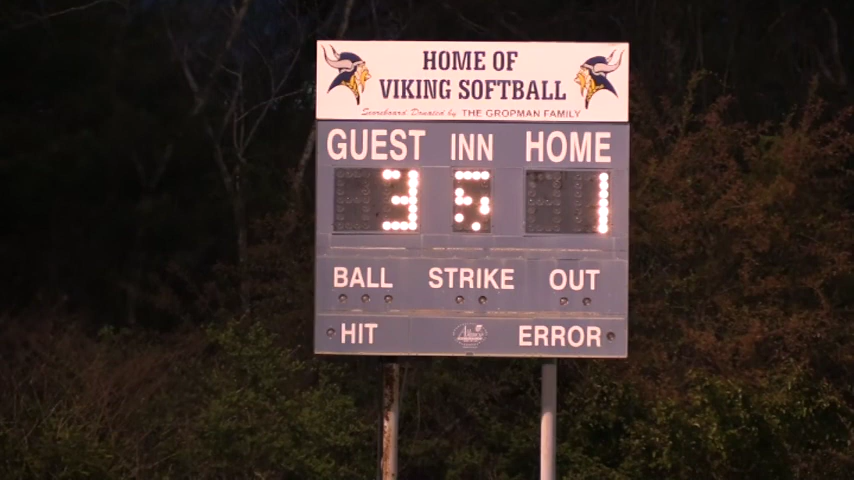 HOME OF
VIKING SOFTBALL
Scoreboard Donated by THE GROPMAN FAMILY
GUEST INN HOME
3 1
BALL STRIKE OUT
HIT ERROR